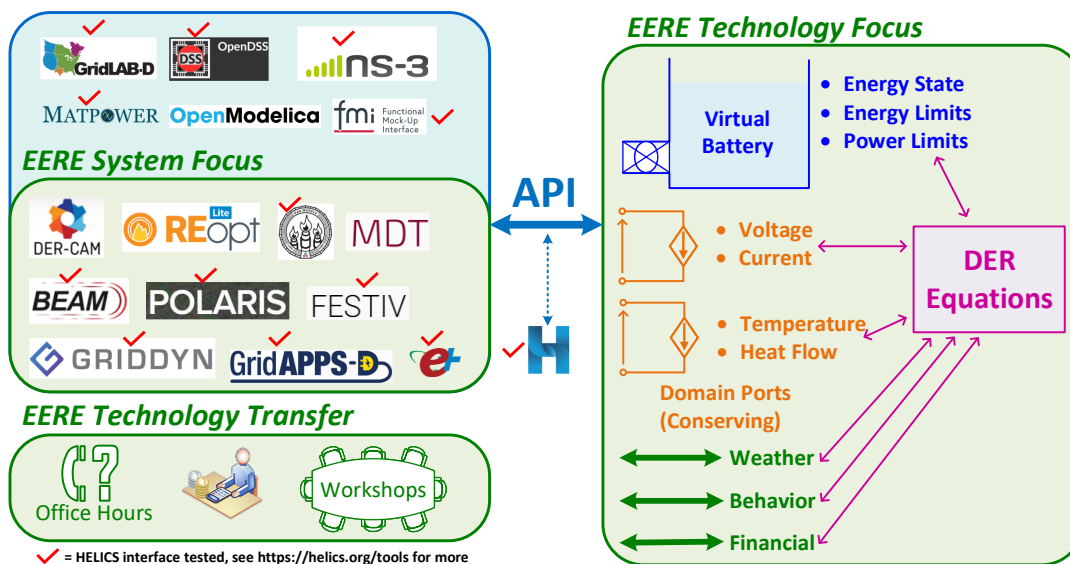 GridLAB-D
DSS
OpenDSS
ns-3
MATPOWER
OpenModelica
fmi Functional
Mock-Up
Interface
EERE System Focus
DER-CAM
REopt
Lite
MDT
BEAM
POLARIS
FESTIV
GRIDDYN
GridAPPS-D
e+
API
H
EERE Technology Transfer
Office Hours
Workshops
= HELICS interface tested, see https://helics.org/tools for more
EERE Technology Focus
Virtual
Battery
• Energy State
• Energy Limits
• Power Limits
• Voltage
• Current
DER
Equations
• Temperature
• Heat Flow
Domain Ports
(Conserving)
Weather
Behavior
Financial